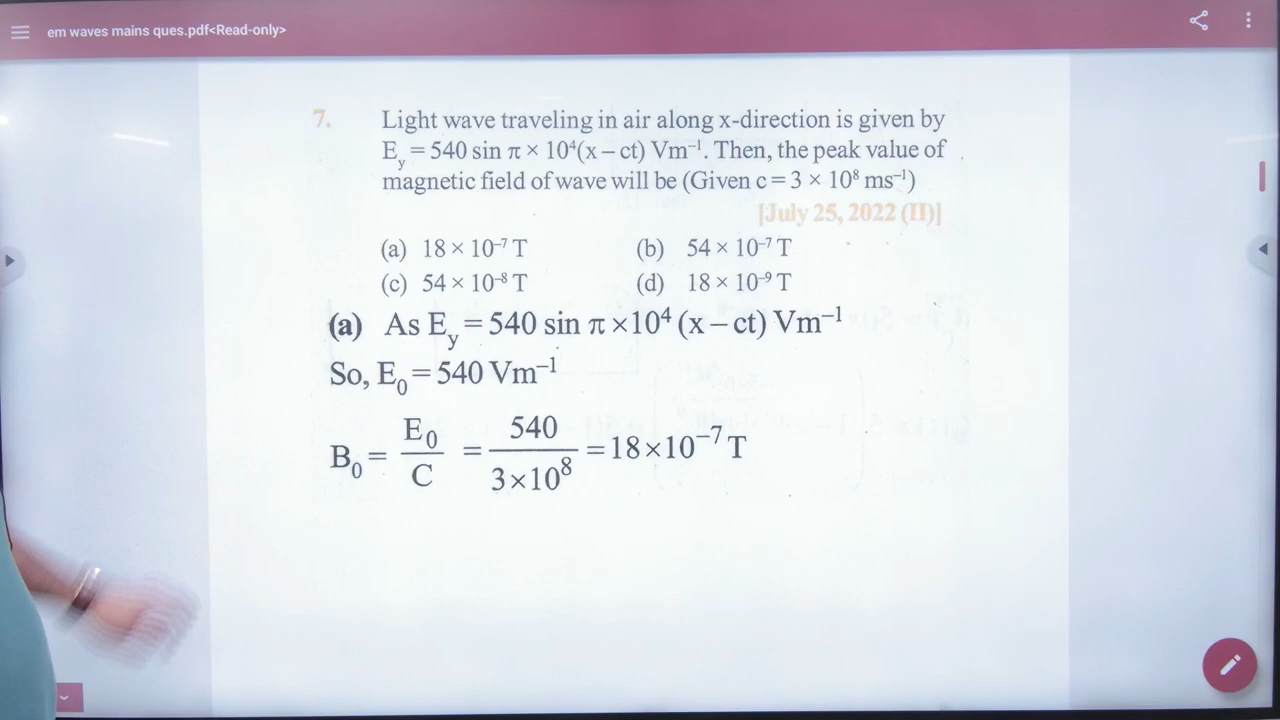 em waves mains ques.pdf<Read-only>
7. Light wave traveling in air along x-direction is given by
E_y = 540 sin π × 10⁴(x – ct) Vm⁻¹. Then, the peak value of
magnetic field of wave will be (Given c = 3 × 10⁸ ms⁻¹)
[July 25, 2022 (II)]
(a) 18 × 10⁻⁷ T (b) 54 × 10⁻⁷ T
(c) 54 × 10⁻⁸ T (d) 18 × 10⁻⁹ T
(a) As E_y = 540 sin π ×10⁴ (x – ct) Vm⁻¹
So, E₀ = 540 Vm⁻¹
B₀ = E₀/C = 540/3×10⁸ = 18×10⁻⁷ T